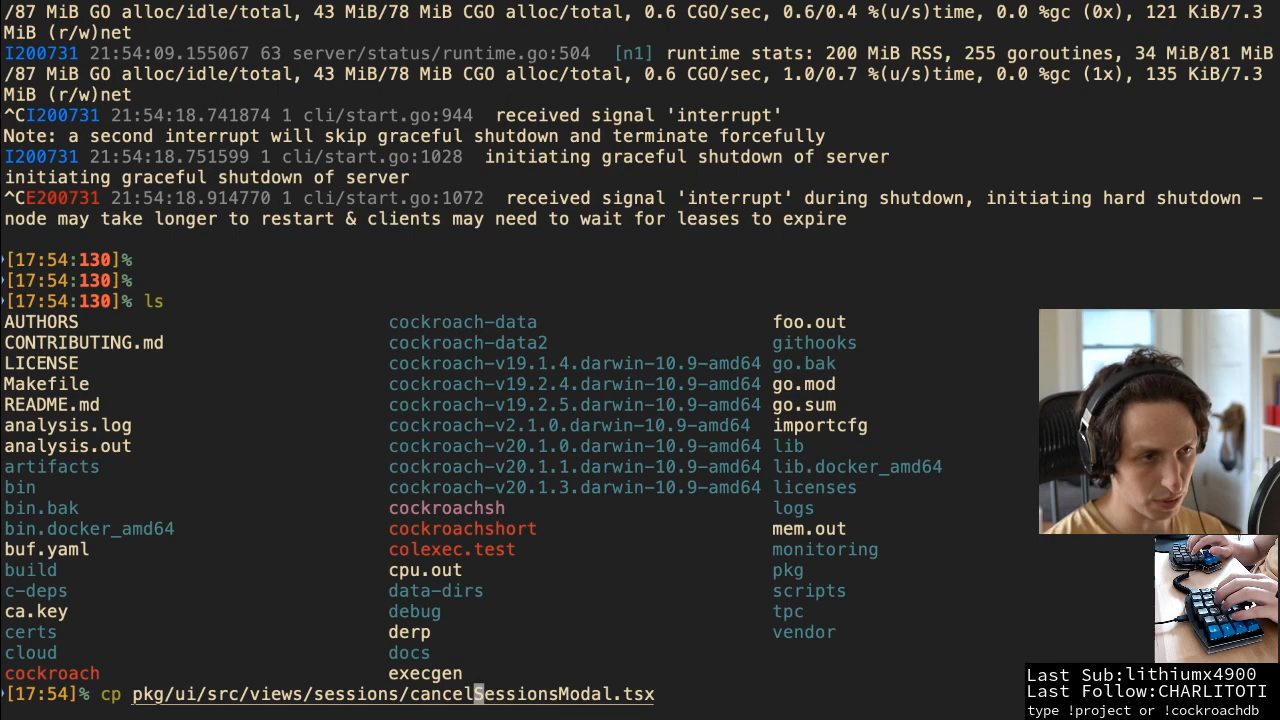 /87 MiB GO alloc/idle/total, 43 MiB/78 MiB CGO alloc/total, 0.6 CGO/sec, 0.6/0.4 %(u/s)time, 0.0 %gc (0x), 121 KiB/7.3
MiB (r/w)net
I200731 21:54:09.155067 63 server/status/runtime.go:504  [n1] runtime stats: 200 MiB RSS, 255 goroutines, 34 MiB/81 MiB
/87 MiB GO alloc/idle/total, 43 MiB/78 MiB CGO alloc/total, 0.6 CGO/sec, 1.0/0.7 %(u/s)time, 0.0 %gc (1x), 135 KiB/7.3
MiB (r/w)net
^CI200731 21:54:18.741874 1 cli/start.go:944  received signal 'interrupt'
Note: a second interrupt will skip graceful shutdown and terminate forcefully
I200731 21:54:18.751599 1 cli/start.go:1028  initiating graceful shutdown of server
initiating graceful shutdown of server
^CE200731 21:54:18.914770 1 cli/start.go:1072  received signal 'interrupt' during shutdown, initiating hard shutdown -
node may take longer to restart & clients may need to wait for leases to expire
[17:54:130]%
[17:54:130]%
[17:54:130]% ls
AUTHORS cockroach-data foo.out
CONTRIBUTING.md cockroach-data2 githooks
LICENSE cockroach-v19.1.4.darwin-10.9-amd64 go.bak
Makefile cockroach-v19.2.4.darwin-10.9-amd64 go.mod
README.md cockroach-v19.2.5.darwin-10.9-amd64 go.sum
analysis.log cockroach-v2.1.0.darwin-10.9-amd64 importcfg
analysis.out cockroach-v20.1.0.darwin-10.9-amd64 lib
artifacts cockroach-v20.1.1.darwin-10.9-amd64 lib.docker_amd64
bin cockroach-v20.1.3.darwin-10.9-amd64 licenses
bin.bak cockroachsh logs
bin.docker_amd64 cockroachshort mem.out
buf.yaml colexec.test monitoring
build cpu.out pkg
c-deps data-dirs scripts
ca.key debug tpc
certs derp vendor
cloud docs
cockroach execgen
[17:54]% cp pkg/ui/src/views/sessions/cancelSessionsModal.tsx
Last Sub:lithiumx4900
Last Follow:CHARLITOTI
type !project or !cockroachdb